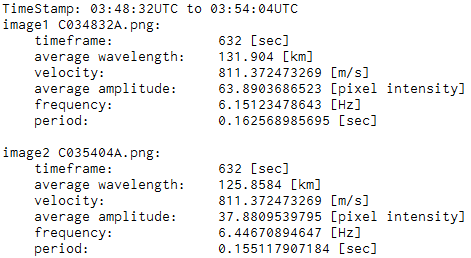 TimeStamp: 03:48:32UTC to 03:54:04UTC
image1 C034832A.png:
timeframe: 632 [sec]
average wavelength: 131.904 [km]
velocity: 811.372473269 [m/s]
average amplitude: 63.8903686523 [pixel intensity]
frequency: 6.15123478643 [Hz]
period: 0.162568985695 [sec]
image2 C035404A.png:
timeframe: 632 [sec]
average wavelength: 125.8584 [km]
velocity: 811.372473269 [m/s]
average amplitude: 37.8809539795 [pixel intensity]
frequency: 6.44670894647 [Hz]
period: 0.155117907184 [sec]